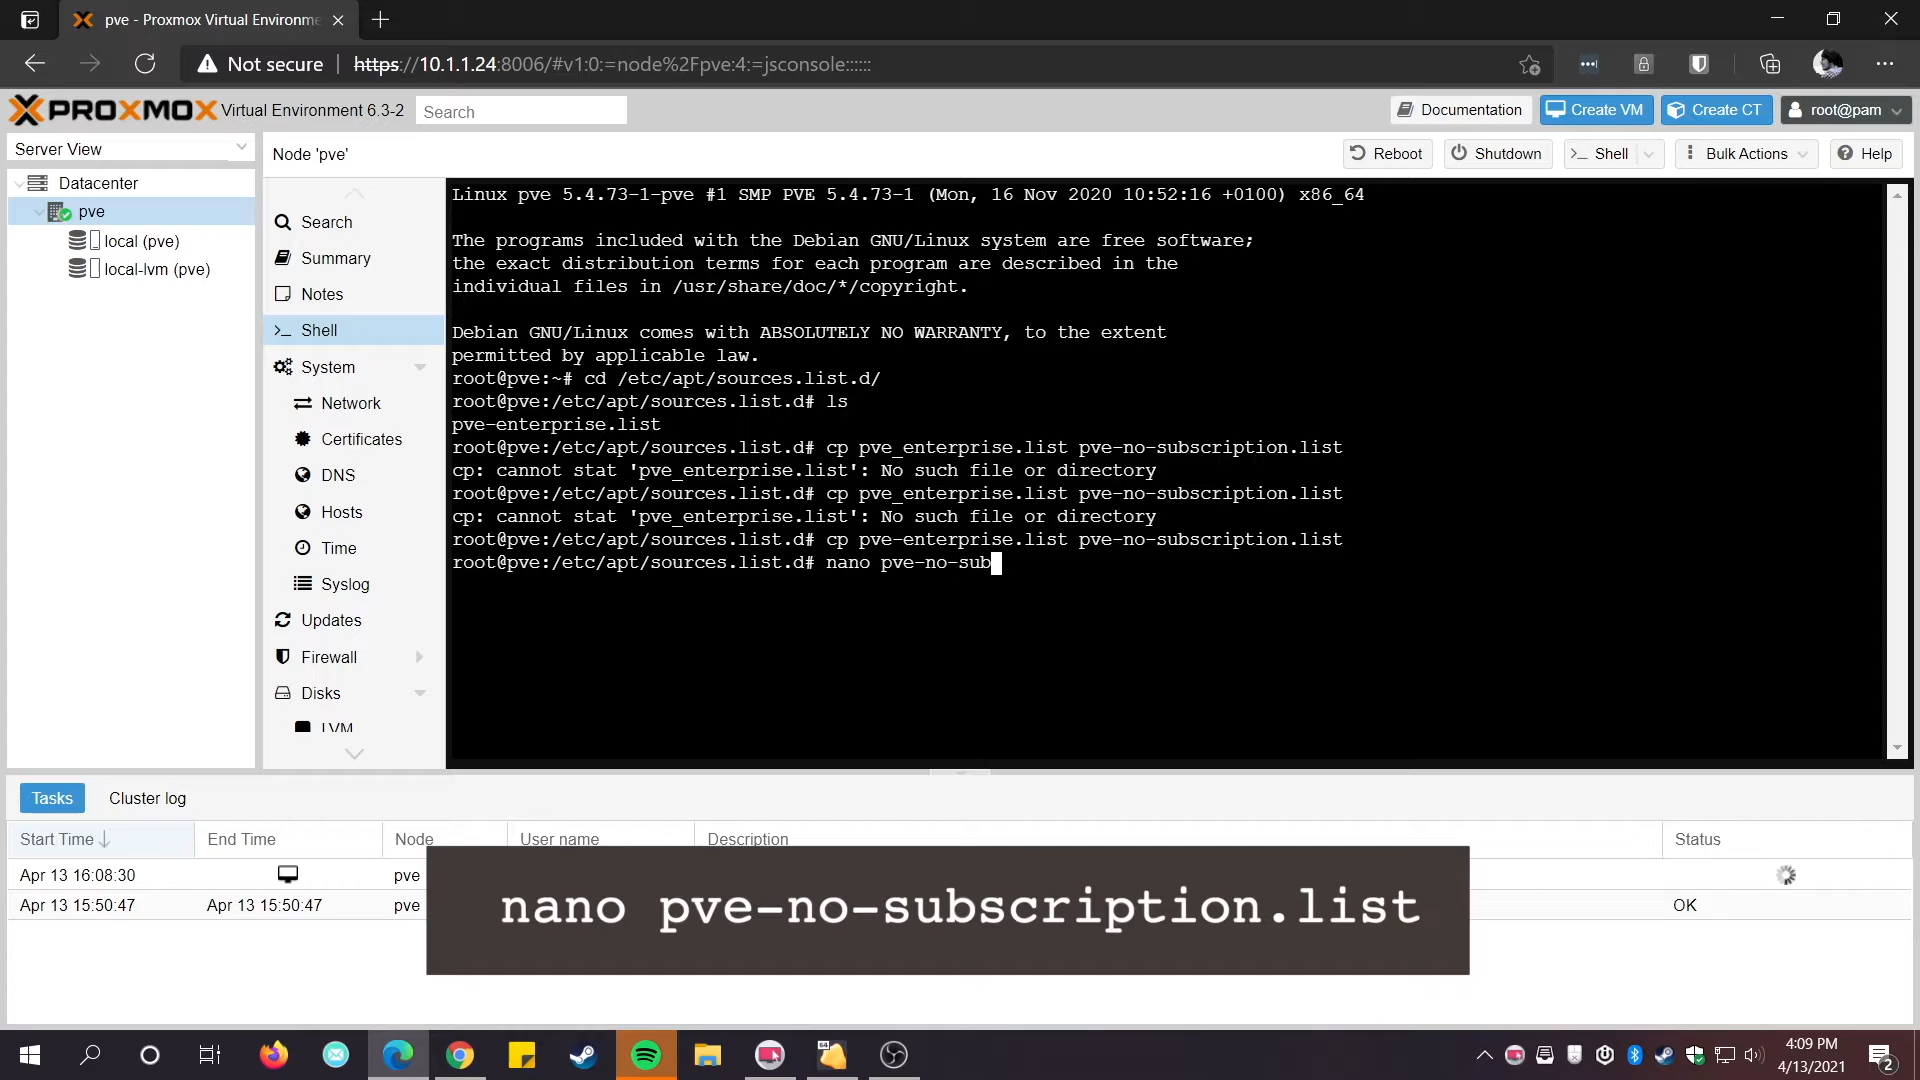 pve - Proxmox Virtual Environme
Not secure
https://10.1.1.24:8006/#v1:0:=node%2Fpve:4:=jsconsole::::::
PROXMOX Virtual Environment 6.3-2
Search
Documentation
Create VM
Create CT
root@pam
Server View
Node 'pve'
Reboot
Shutdown
>_ Shell
Bulk Actions
Help
Datacenter
pve
local (pve)
local-lvm (pve)
Search
Summary
Notes
>_ Shell
System
Network
Certificates
DNS
Hosts
Time
Syslog
Updates
Firewall
Disks
LVM
Linux pve 5.4.73-1-pve #1 SMP PVE 5.4.73-1 (Mon, 16 Nov 2020 10:52:16 +0100) x86_64
The programs included with the Debian GNU/Linux system are free software;
the exact distribution terms for each program are described in the
individual files in /usr/share/doc/*/copyright.
Debian GNU/Linux comes with ABSOLUTELY NO WARRANTY, to the extent
permitted by applicable law.
root@pve:~# cd /etc/apt/sources.list.d/
root@pve:/etc/apt/sources.list.d# ls
pve-enterprise.list
root@pve:/etc/apt/sources.list.d# cp pve_enterprise.list pve-no-subscription.list
cp: cannot stat 'pve_enterprise.list': No such file or directory
root@pve:/etc/apt/sources.list.d# cp pve_enterprise.list pve-no-subscription.list
cp: cannot stat 'pve_enterprise.list': No such file or directory
root@pve:/etc/apt/sources.list.d# cp pve-enterprise.list pve-no-subscription.list
root@pve:/etc/apt/sources.list.d# nano pve-no-sub
Tasks
Cluster log
Start Time
End Time
Node
User name
Description
Status
Apr 13 16:08:30
pve
Apr 13 15:50:47
Apr 13 15:50:47
pve
OK
nano pve-no-subscription.list
64
4:09 PM
4/13/2021
2